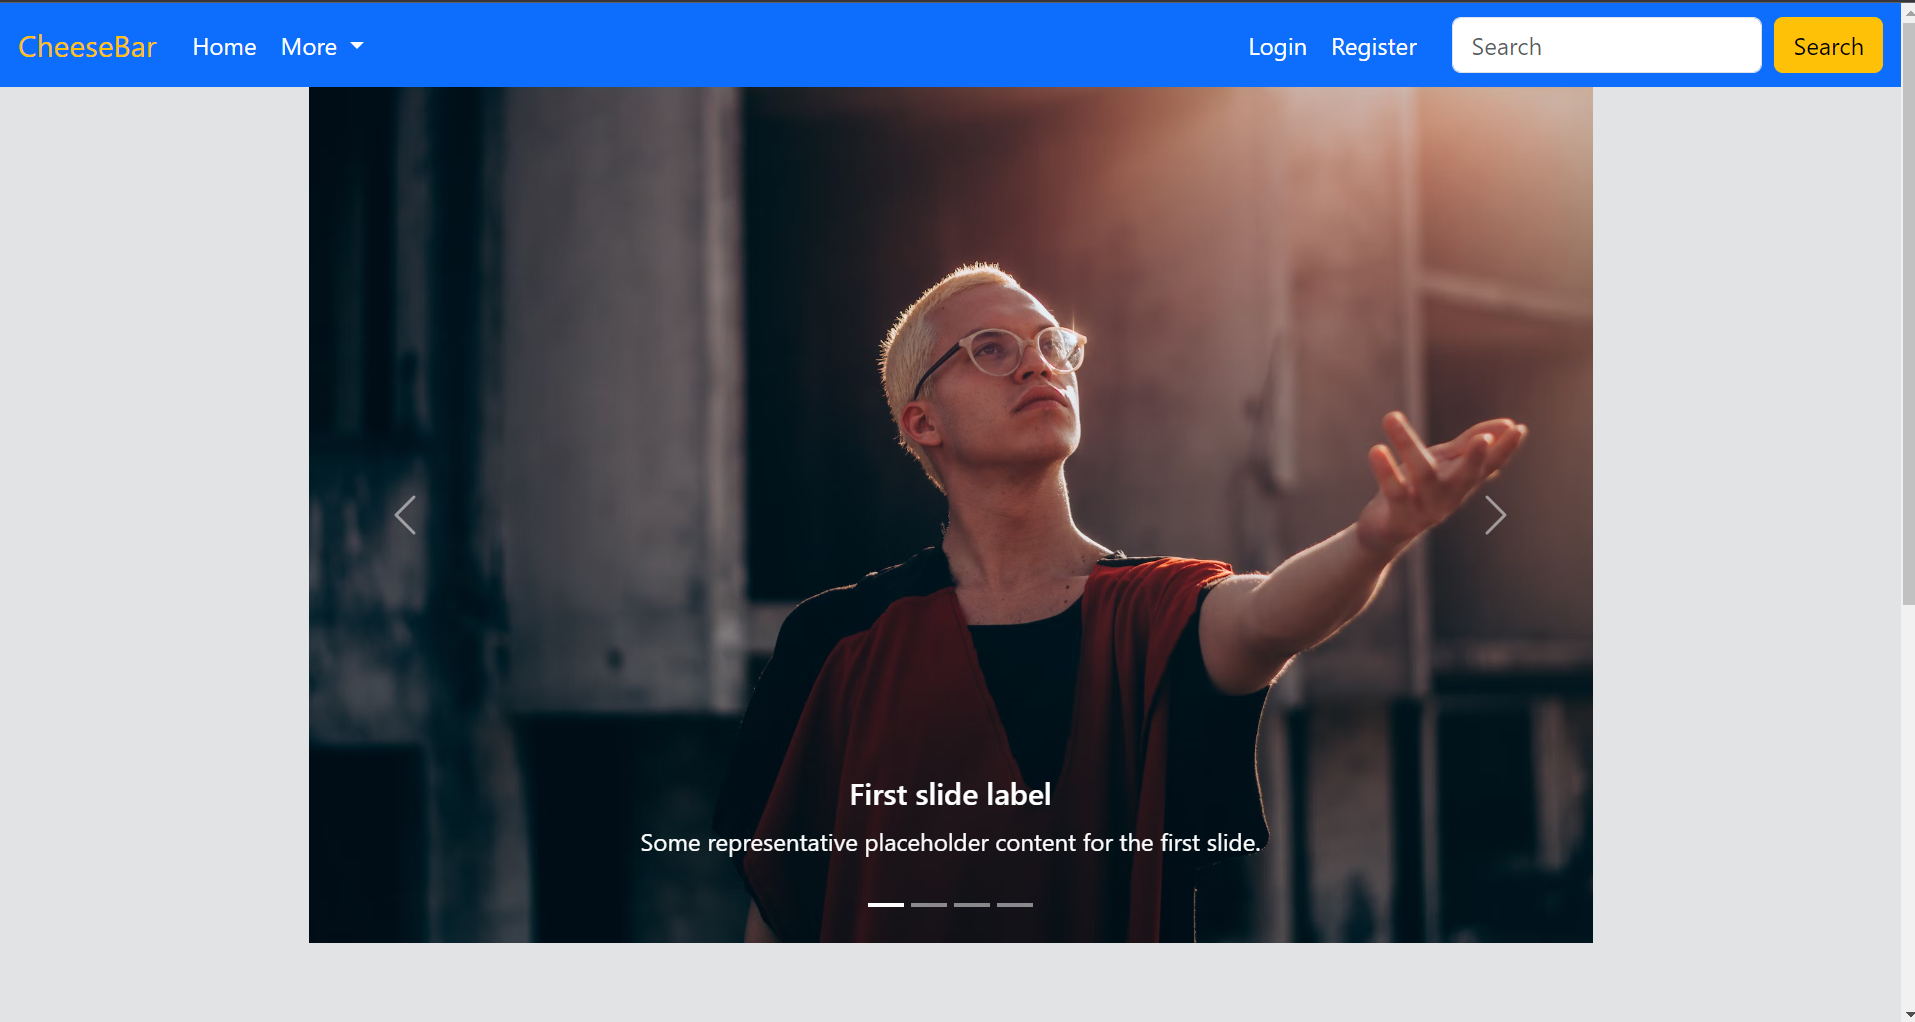 CheeseBar Home More Login Register Search Search
First slide label
Some representative placeholder content for the first slide.